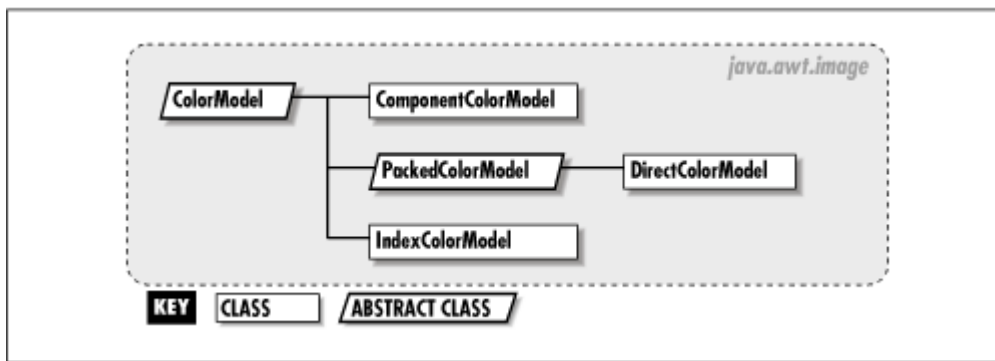 java.awt.image
ColorModel
ComponentColorModel
PackedColorModel
DirectColorModel
IndexColorModel
KEY
CLASS
ABSTRACT CLASS